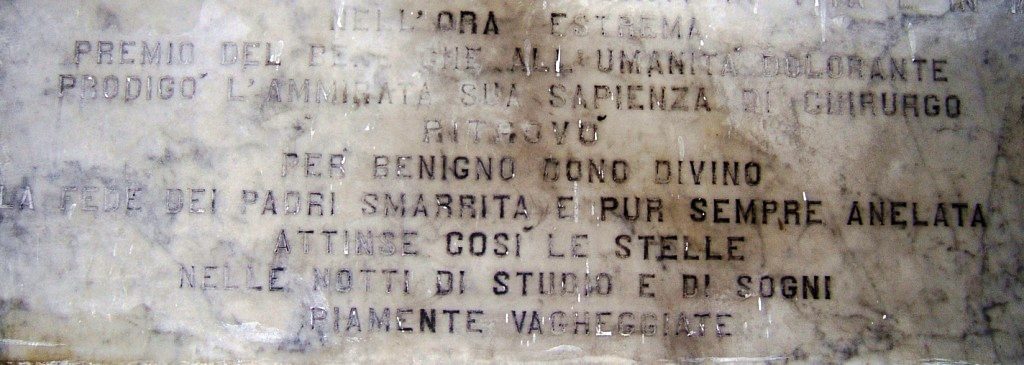 NELL'ORA ESTREMA
PREMIO DEL BENE CHE ALL'UMANITÀ DOLORANTE
PRODIGÒ L'AMMIRATA SUA SAPIENZA DI CHIRURGO
RITROVÒ
PER BENIGNO DONO DIVINO
LA FEDE DEI PADRI SMARRITA E PUR SEMPRE ANELATA
ATTINSE COSÌ LE STELLE
NELLE NOTTI DI STUDIO E DI SOGNI
PIAMENTE VAGHEGGIATE